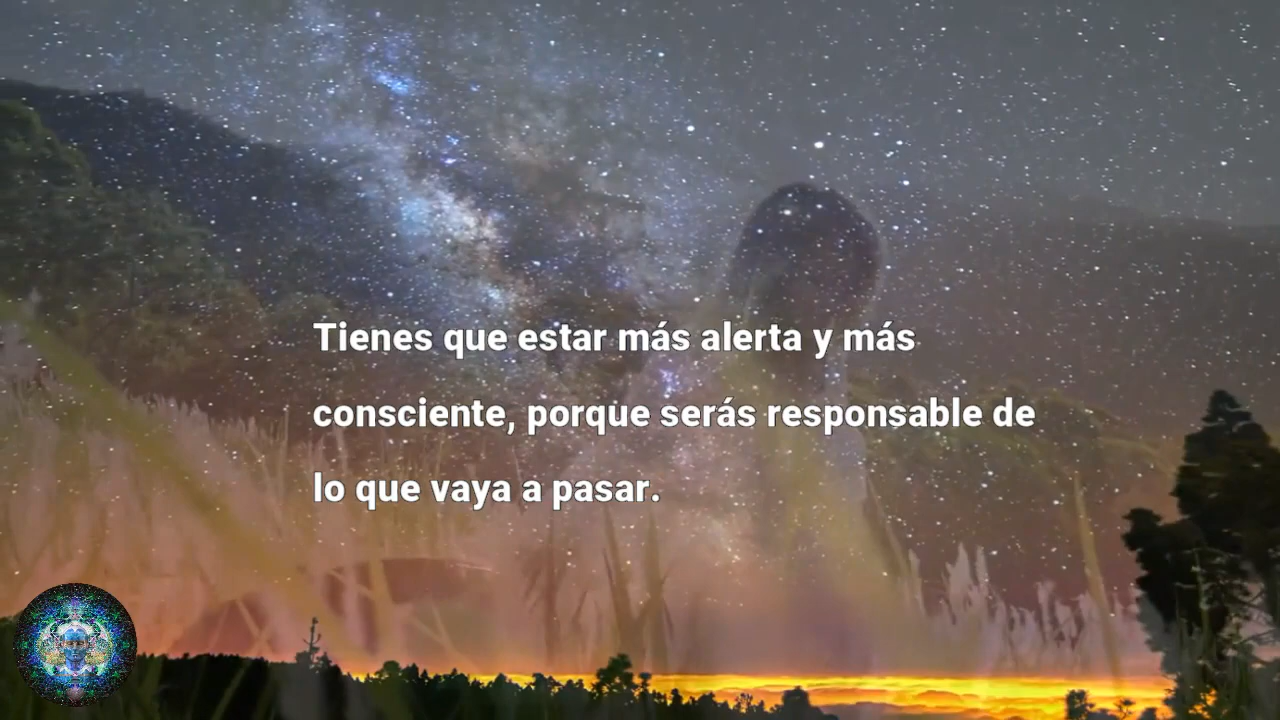 Tienes que estar más alerta y más
consciente, porque serás responsable de
lo que vaya a pasar.